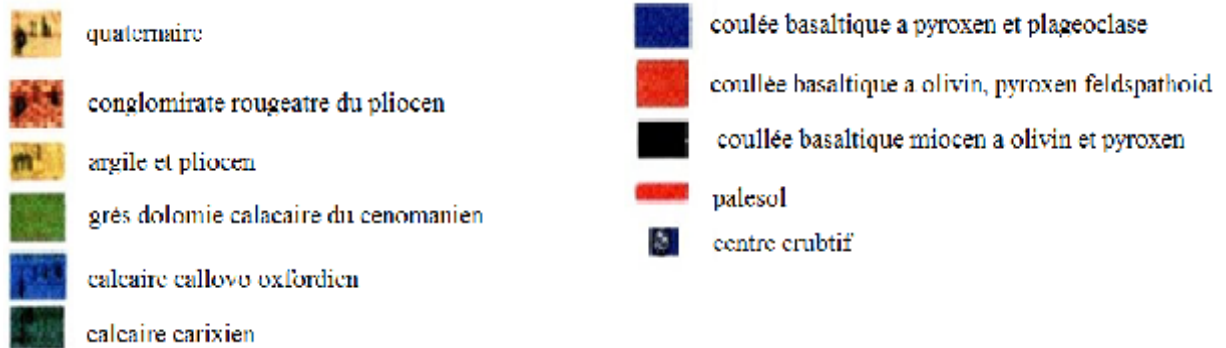 quaternaire
conglomirate rougeatre du pliocen
m
argile et pliocen
grés dolomie calacaire du cenomanien
calcaire callovo oxfordien
calcaire carixien
coulée basaltique a pyroxen et plageoclase
coullée basaltique a olivin, pyroxen feldspathoid
coullée basaltique miocen a olivin et pyroxen
palesol
centre erubtif